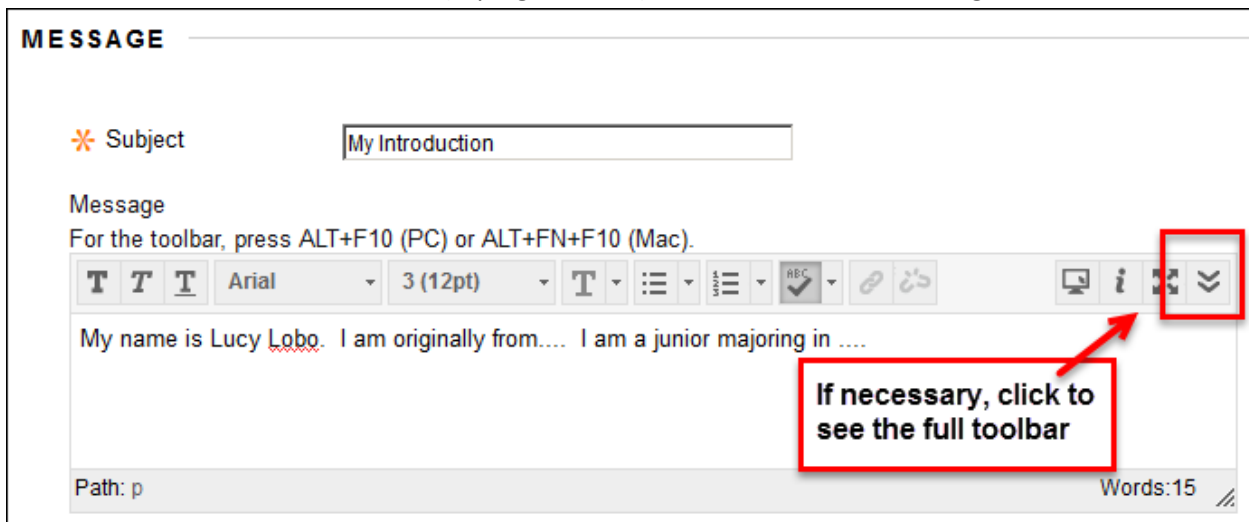 MESSAGE
Subject
My Introduction
Message
For the toolbar, press ALT+F10 (PC) or ALT+FN+F10 (Mac).
T T T Arial 3 (12pt) T ABC i
My name is Lucy Lobo.  I am originally from....  I am a junior majoring in ....
If necessary, click to
see the full toolbar
Path: p Words:15